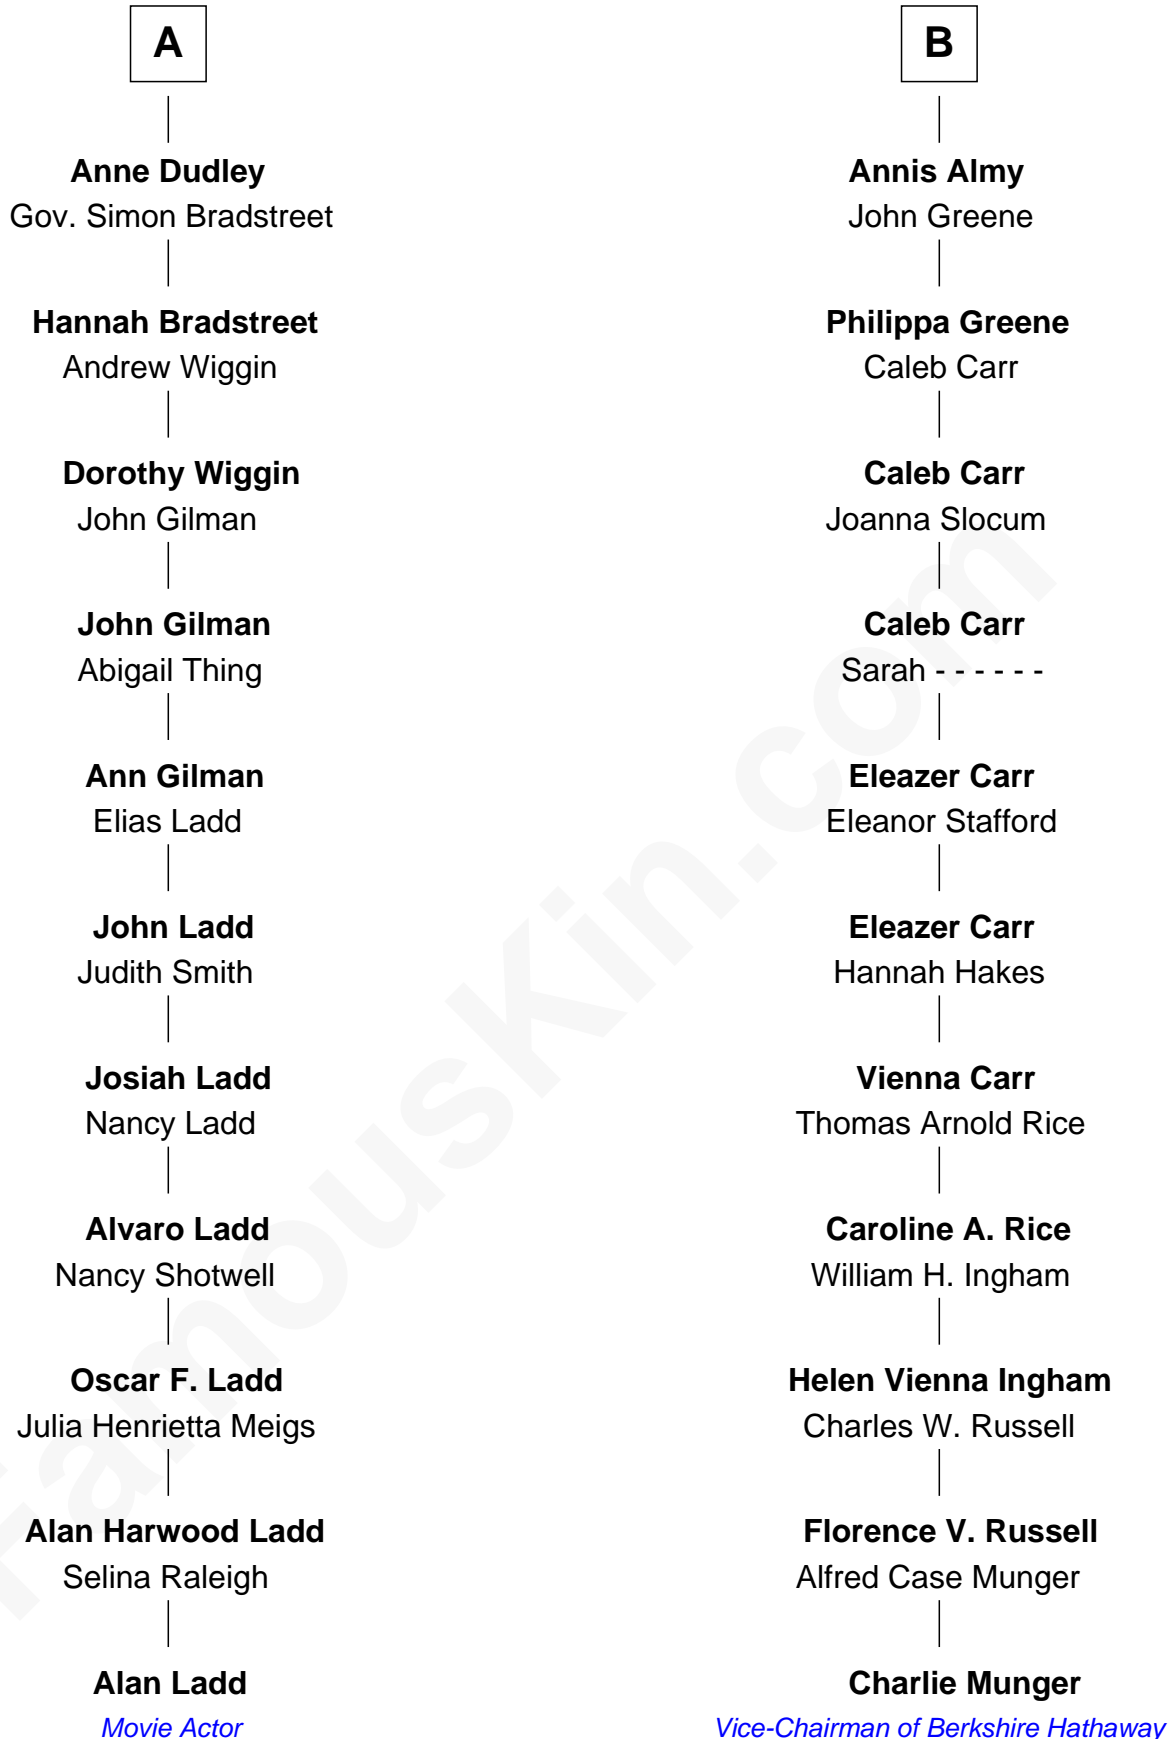 A
Anne Dudley
Gov. Simon Bradstreet
Hannah Bradstreet
Andrew Wiggin
Dorothy Wiggin
John Gilman
John Gilman
Abigail Thing
Ann Gilman
Elias Ladd
John Ladd
Judith Smith
Josiah Ladd
Nancy Ladd
Alvaro Ladd
Nancy Shotwell
Oscar F. Ladd
Julia Henrietta Meigs
Alan Harwood Ladd
Selina Raleigh
Alan Ladd
Movie Actor
B
Annis Almy
John Greene
Philippa Greene
Caleb Carr
Caleb Carr
Joanna Slocum
Caleb Carr
Sarah - - - - - -
Eleazer Carr
Eleanor Stafford
Eleazer Carr
Hannah Hakes
Vienna Carr
Thomas Arnold Rice
Caroline A. Rice
William H. Ingham
Helen Vienna Ingham
Charles W. Russell
Florence V. Russell
Alfred Case Munger
Charlie Munger
Vice-Chairman of Berkshire Hathaway
FamousKin.com